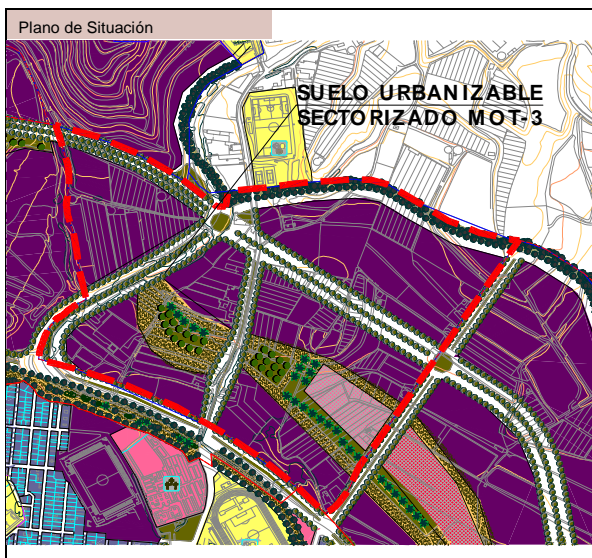 Plano de Situación
SUELO URBANIZABLE
SECTORIZADO MOT-3